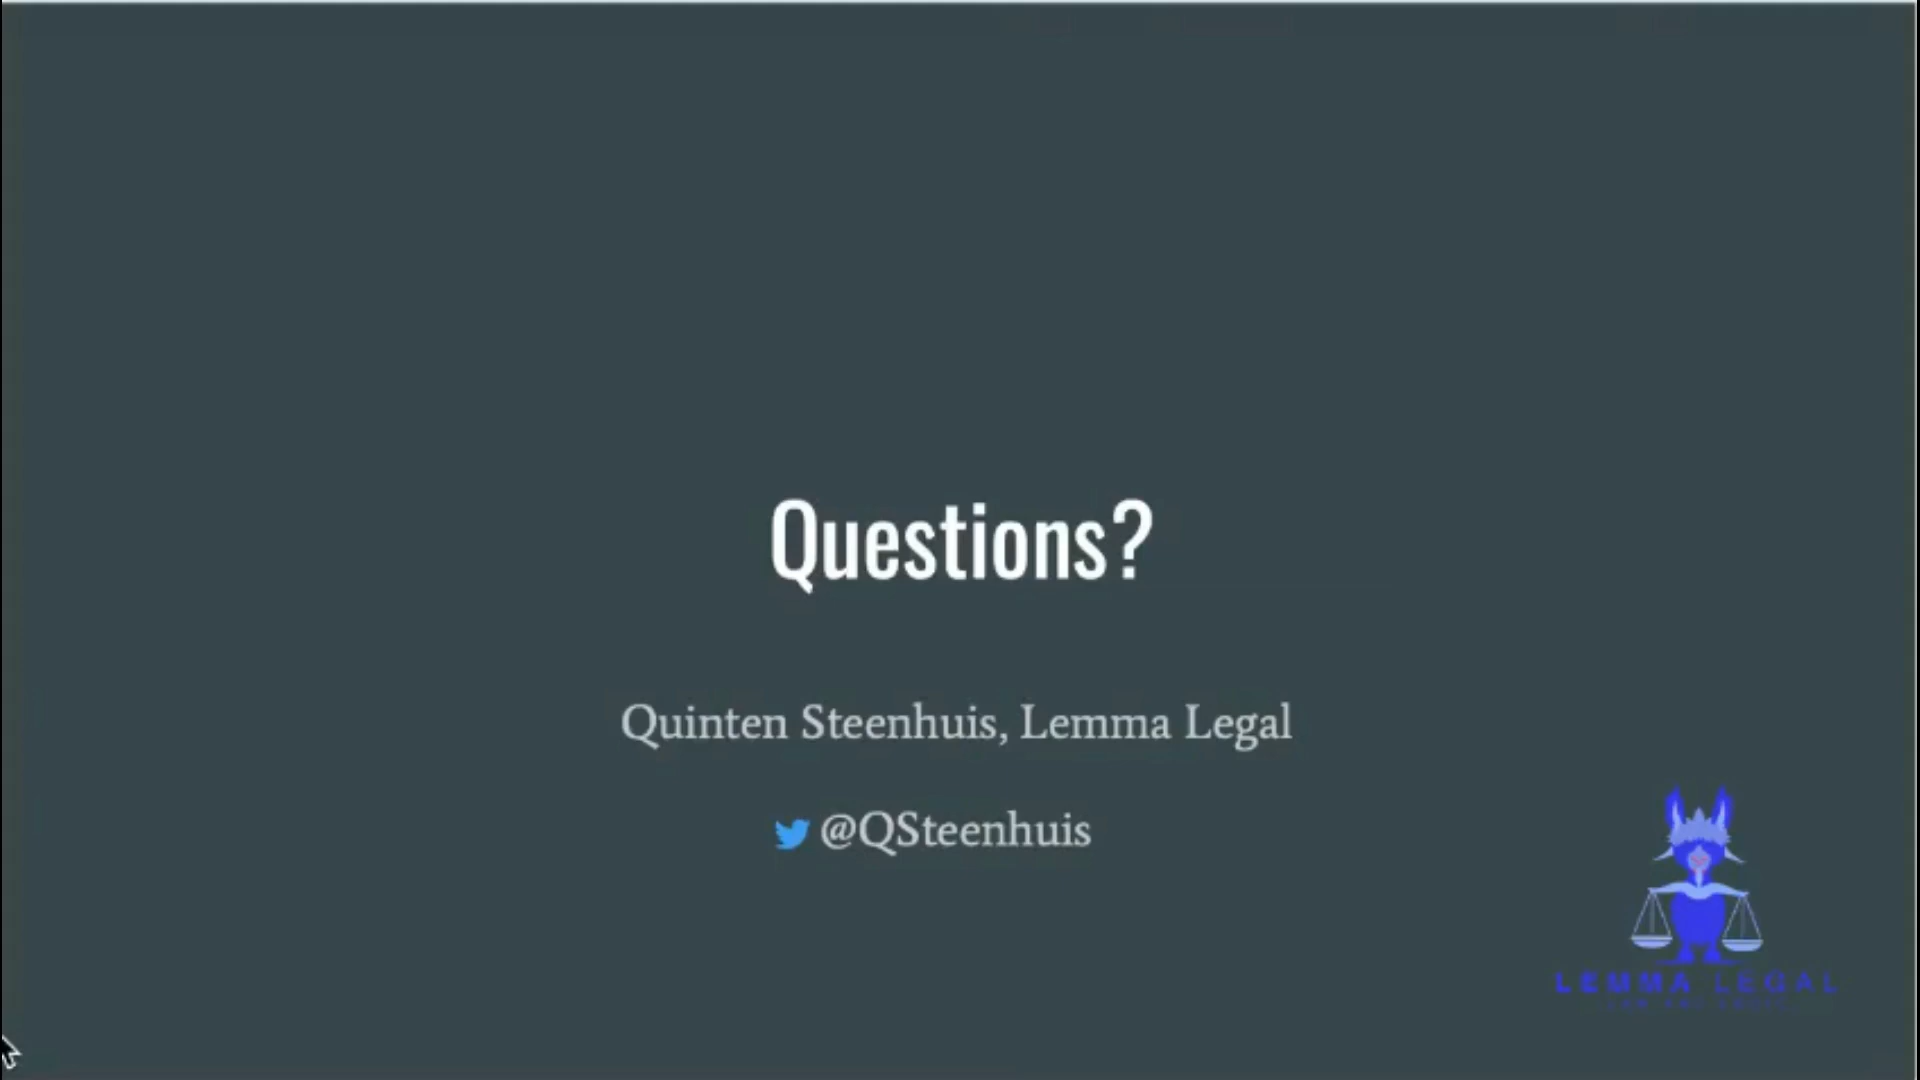 Questions?
Quinten Steenhuis, Lemma Legal
@QSteenhuis
LEMMA LEGAL